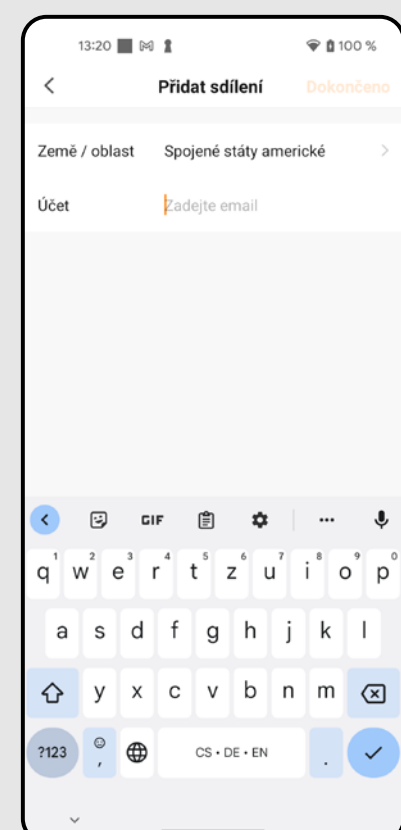 13:20 100 %
Přidat sdílení Dokončeno
Země / oblast Spojené státy americké
Účet Zadejte email
GIF
1 2 3 4 5 6 7 8 9 0
q w e r t z u i o p
a s d f g h j k l
y x c v b n m
?123 , CS • DE • EN .